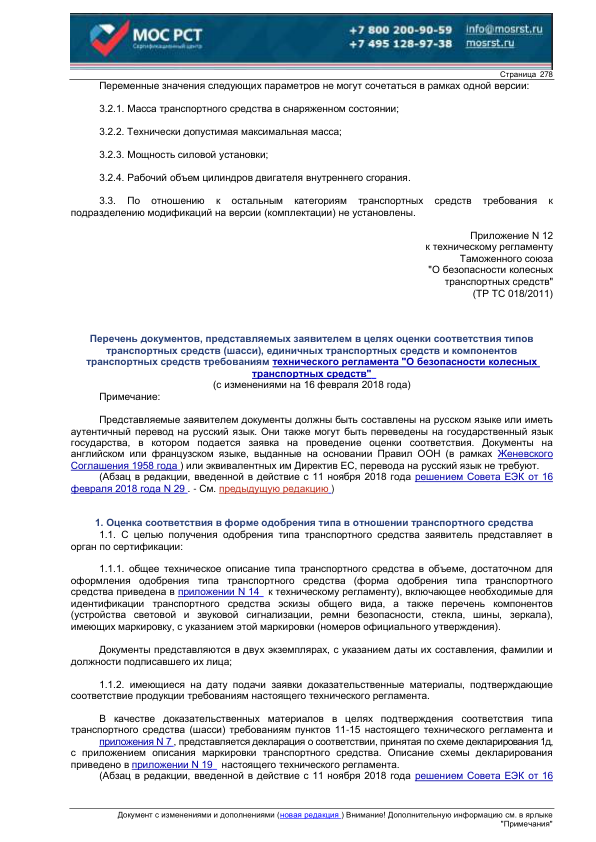 МОС РСТ
Сертификационный центр
+7 800 200-90-59
info@mosrst.ru
+7 495 128-97-38
mosrst.ru
Страница 278
Переменные значения следующих параметров не могут сочетаться в рамках одной версии:
3.2.1. Масса транспортного средства в снаряженном состоянии;
3.2.2. Технически допустимая максимальная масса;
3.2.3. Мощность силовой установки;
3.2.4. Рабочий объем цилиндров двигателя внутреннего сгорания.
3.3. По отношению к остальным категориям транспортных средств требования к
подразделению модификаций на версии (комплектации) не установлены.
Приложение N 12
к техническому регламенту
Таможенного союза
"О безопасности колесных
транспортных средств"
(ТР ТС 018/2011)
Перечень документов, представляемых заявителем в целях оценки соответствия типов
транспортных средств (шасси), единичных транспортных средств и компонентов
транспортных средств требованиям технического регламента "О безопасности колесных
транспортных средств"
(с изменениями на 16 февраля 2018 года)
Примечание:
Представляемые заявителем документы должны быть составлены на русском языке или иметь
аутентичный перевод на русский язык. Они также могут быть переведены на государственный язык
государства, в котором подается заявка на проведение оценки соответствия. Документы на
английском или французском языке, выданные на основании Правил ООН (в рамках Женевского
Соглашения 1958 года ) или эквивалентных им Директив ЕС, перевода на русский язык не требуют.
(Абзац в редакции, введенной в действие с 11 ноября 2018 года решением Совета ЕЭК от 16
февраля 2018 года N 29 . - См. предыдущую редакцию )
1. Оценка соответствия в форме одобрения типа в отношении транспортного средства
1.1. С целью получения одобрения типа транспортного средства заявитель представляет в
орган по сертификации:
1.1.1. общее техническое описание типа транспортного средства в объеме, достаточном для
оформления одобрения типа транспортного средства (форма одобрения типа транспортного
средства приведена в приложении N 14 к техническому регламенту), включающее необходимые для
идентификации транспортного средства эскизы общего вида, а также перечень компонентов
(устройства световой и звуковой сигнализации, ремни безопасности, стекла, шины, зеркала),
имеющих маркировку, с указанием этой маркировки (номеров официального утверждения).
Документы представляются в двух экземплярах, с указанием даты их составления, фамилии и
должности подписавшего их лица;
1.1.2. имеющиеся на дату подачи заявки доказательственные материалы, подтверждающие
соответствие продукции требованиям настоящего технического регламента.
В качестве доказательственных материалов в целях подтверждения соответствия типа
транспортного средства (шасси) требованиям пунктов 11-15 настоящего технического регламента и
приложения N 7 , представляется декларация о соответствии, принятая по схеме декларирования 1д,
с приложением описания маркировки транспортного средства. Описание схемы декларирования
приведено в приложении N 19 настоящего технического регламента.
(Абзац в редакции, введенной в действие с 11 ноября 2018 года решением Совета ЕЭК от 16
Документ с изменениями и дополнениями (новая редакция ) Внимание! Дополнительную информацию см. в ярлыке
"Примечания"